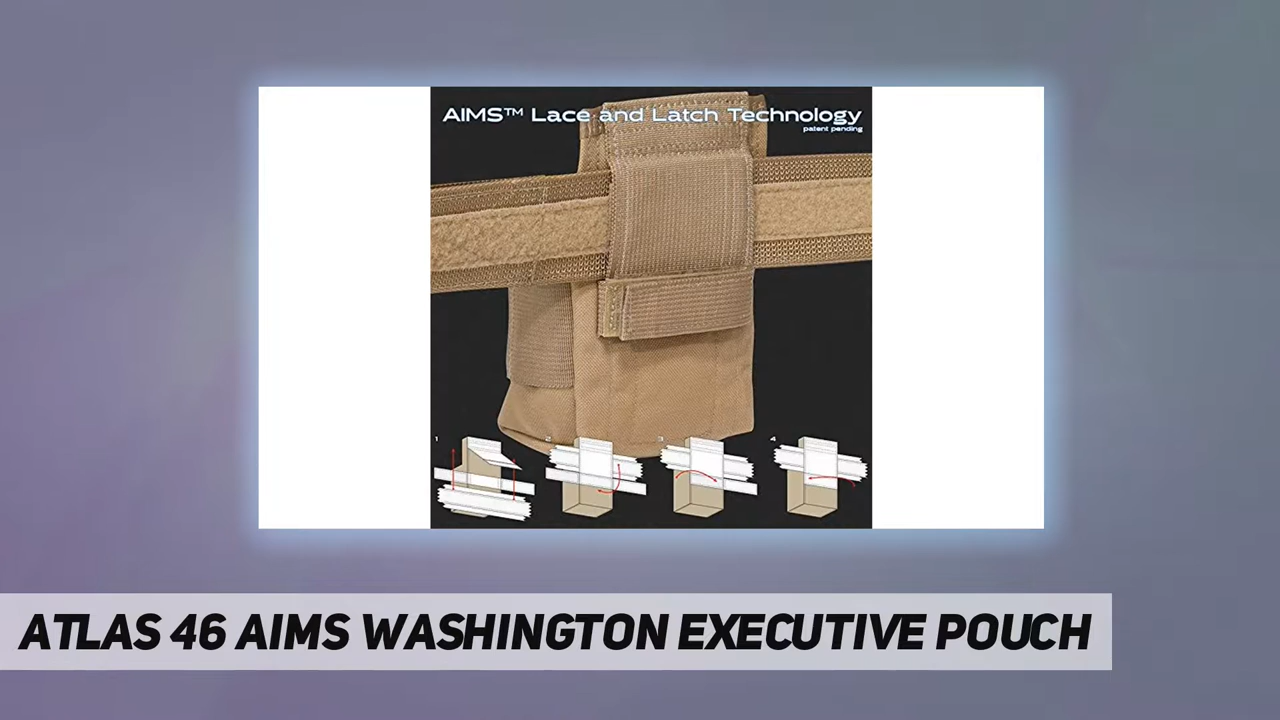 AIMS™ Lace and Latch Technology
patent pending
1 2 3 4
ATLAS 46 AIMS WASHINGTON EXECUTIVE POUCH